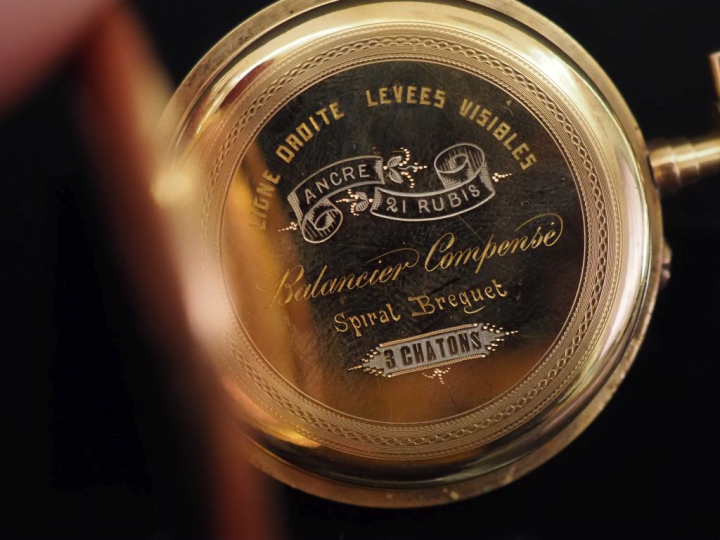 LIGNE DROITE LEVEES VISIBLES
ANCRE
21 RUBIS
Balancier Compensé
Spiral Breguet
3 CHATONS